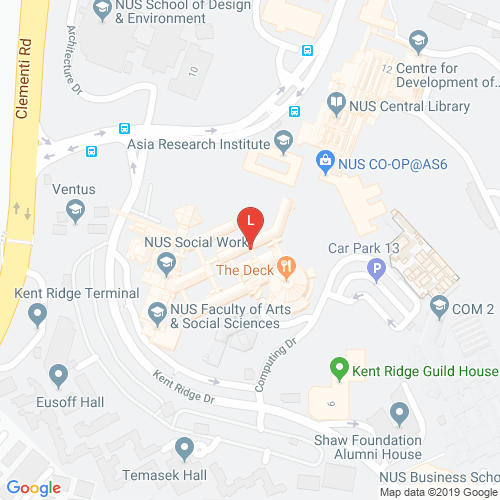 NUS School of Design
& Environment
Clementi Rd
Architecture Dr
10
12
Centre for
Development of...
NUS Central Library
Asia Research Institute
NUS CO-OP@AS6
Ventus
L
NUS Social Work
Car Park 13
The Deck
P
Kent Ridge Terminal
COM 2
NUS Faculty of Arts
& Social Sciences
Computing Dr
Kent Ridge Guild House
Kent Ridge Dr
Eusoff Hall
9
Shaw Foundation
Alumni House
Temasek Hall
NUS Business Scho
Google
Map data ©2019 Google